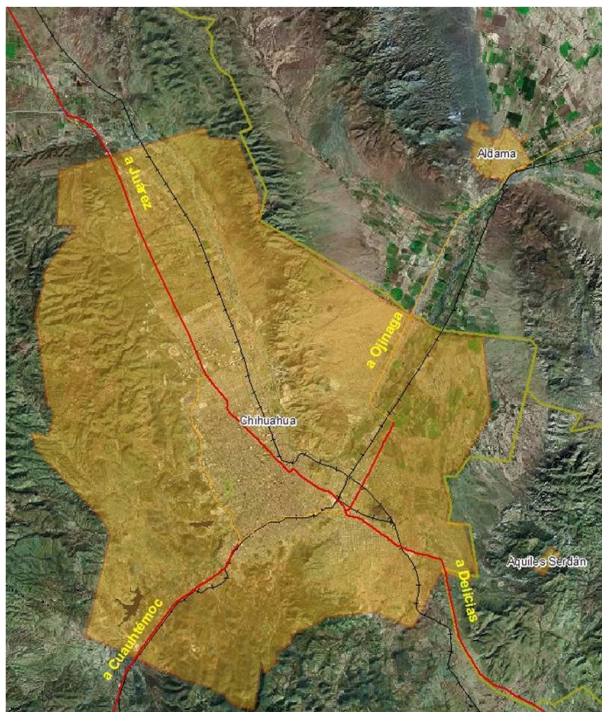 Aldama
a Juárez
a Ojinaga
Chihuahua
Aquiles Serdán
a Delicias
a Cuauhtémoc